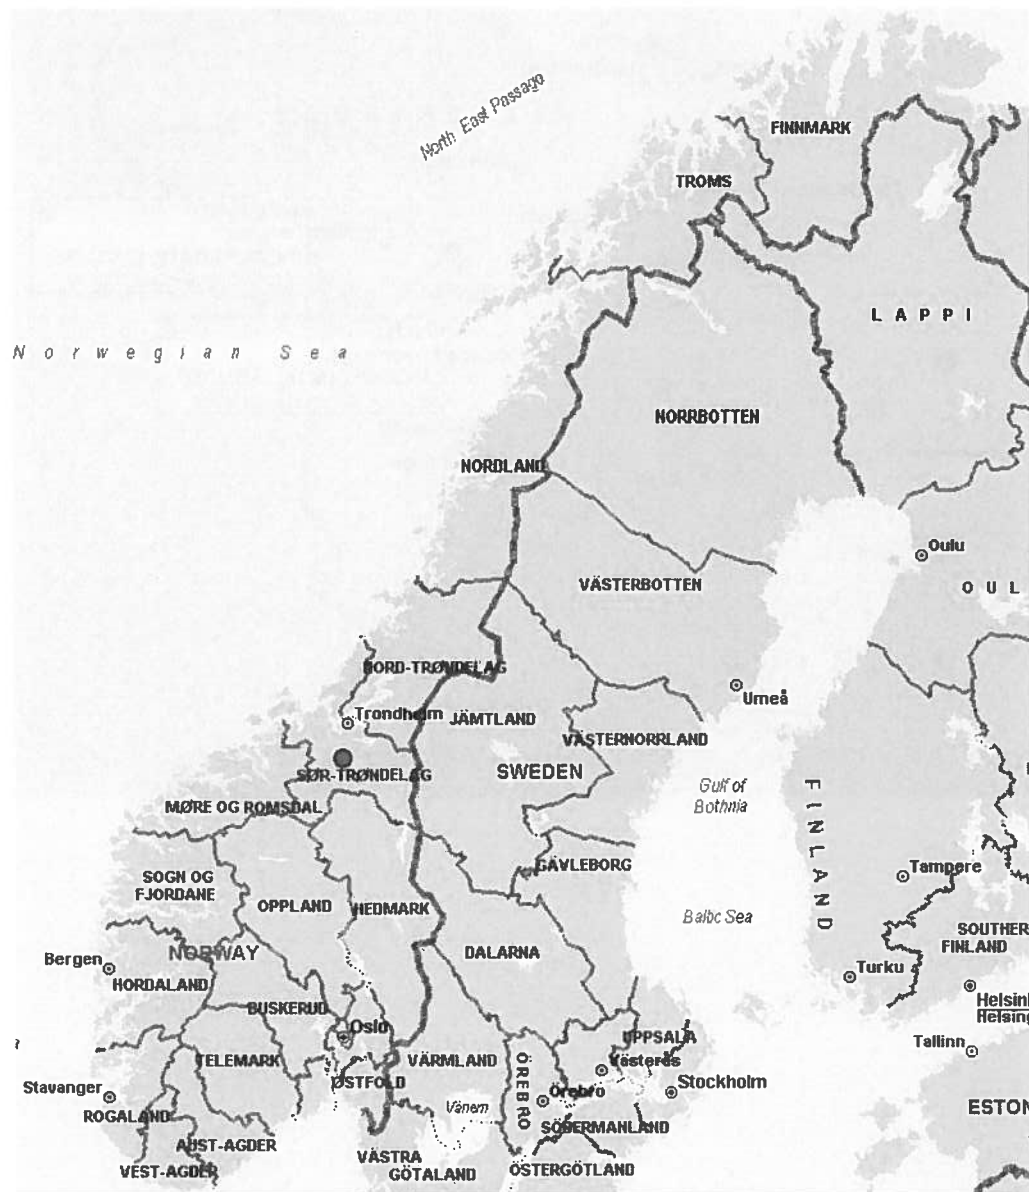 North East Passage
FINNMARK
TROMS
LAPPI
Norwegian Sea
NORRBOTTEN
NORDLAND
Oulu
VÄSTERBOTTEN
OUL
NORD-TRØNDELAG
Umeå
Trondheim
JÄMTLAND
VÄSTERNORRLAND
SWEDEN
SØR-TRØNDELAG
Gulf of
Bothnia
FINLAND
MØRE OG ROMSDAL
GÄVLEBORG
Tampere
SOGN OG
FJORDANE
OPPLAND
HEDMARK
Baltic Sea
SOUTHER
FINLAND
NORWAY
DALARNA
Bergen
HORDALAND
Turku
Helsinl
Helsing
BUSKERUD
Oslo
UPPSALA
Tallinn
TELEMARK
VÄRMLAND
ÖREBRO
Västerås
Stavanger
ØSTFOLD
Stockholm
ROGALAND
Vänern
Örebro
ESTON
SÖDERMANLAND
AUST-AGDER
VÄSTRA
GÖTALAND
VEST-AGDER
ÖSTERGÖTLAND